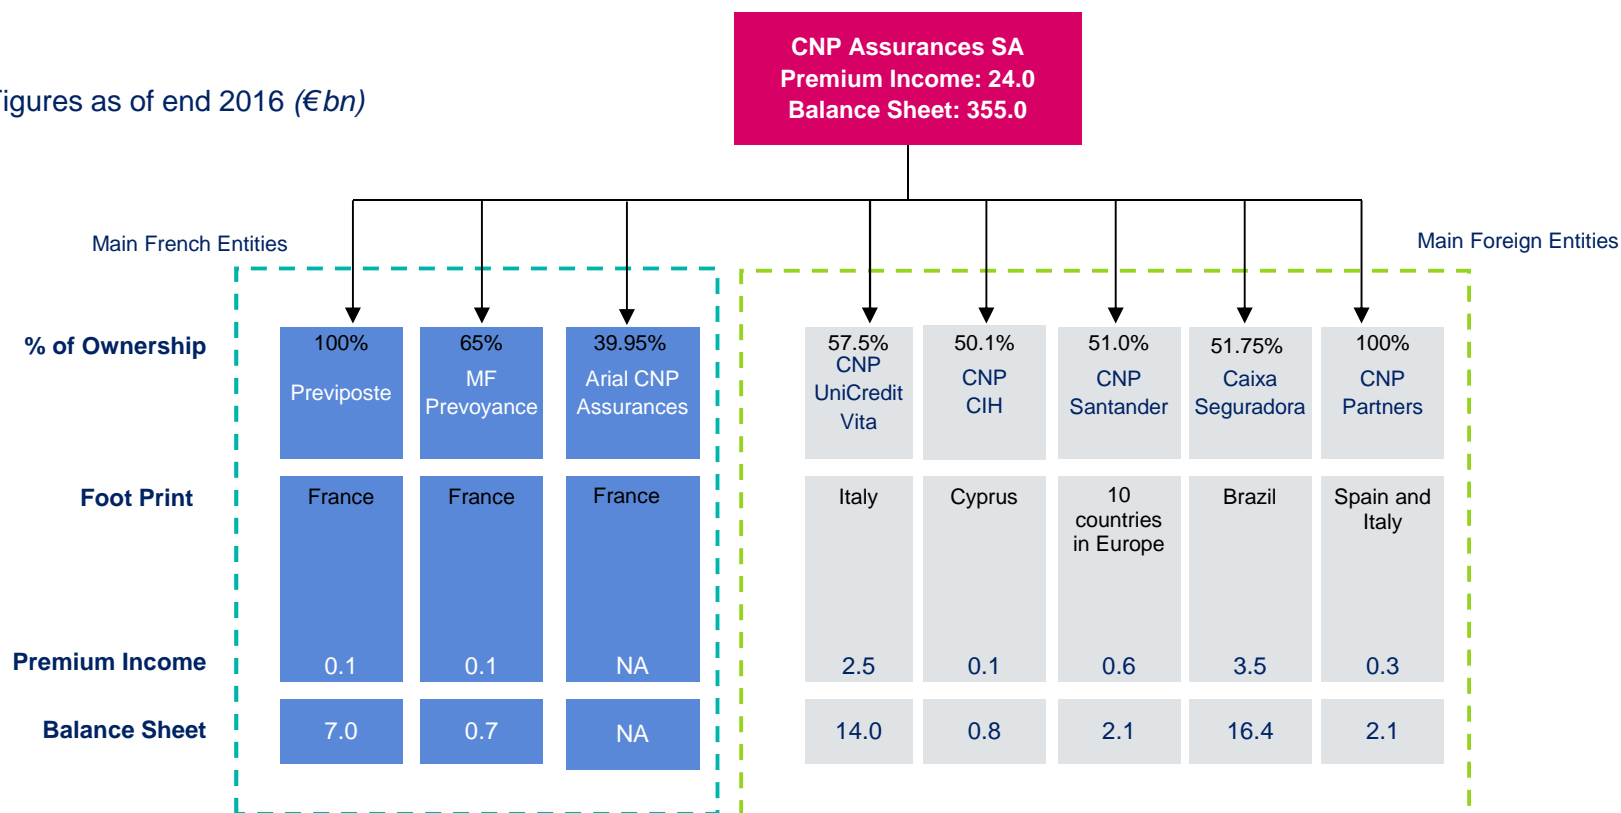 CNP Assurances SA
Premium Income: 24.0
Balance Sheet: 355.0
igures as of end 2016 (€bn)
Main French Entities
Main Foreign Entities
% of Ownership
100%
Previposte
65%
MF
Prevoyance
39.95%
Arial CNP
Assurances
57.5%
CNP
UniCredit
Vita
50.1%
CNP
CIH
51.0%
CNP
Santander
51.75%
Caixa
Seguradora
100%
CNP
Partners
Foot Print
France
France
France
Italy
Cyprus
10
countries
in Europe
Brazil
Spain and
Italy
Premium Income
0.1
0.1
NA
2.5
0.1
0.6
3.5
0.3
Balance Sheet
7.0
0.7
NA
14.0
0.8
2.1
16.4
2.1